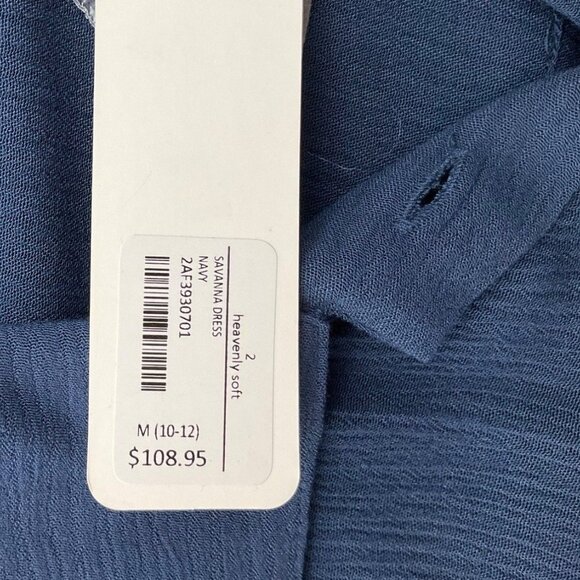 2
heavenly soft
SAVANNA DRESS
NAVY
2AF3930701
M (10-12)
$108.95